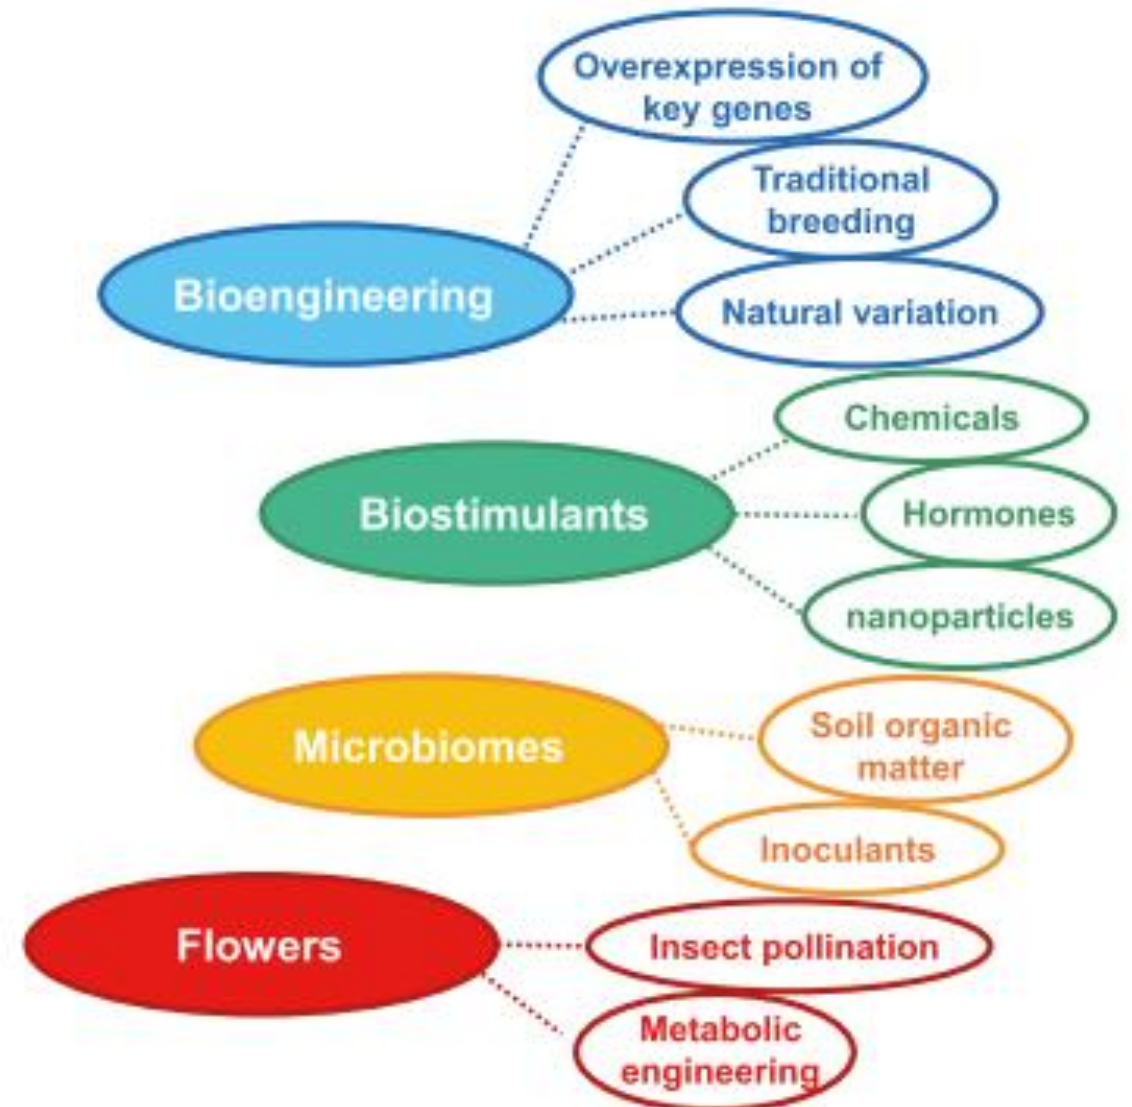 Overexpression of
key genes
Traditional
breeding
Bioengineering
Natural variation
Chemicals
Biostimulants
Hormones
nanoparticles
Microbiomes
Soil organic
matter
Inoculants
Flowers
Insect pollination
Metabolic
engineering